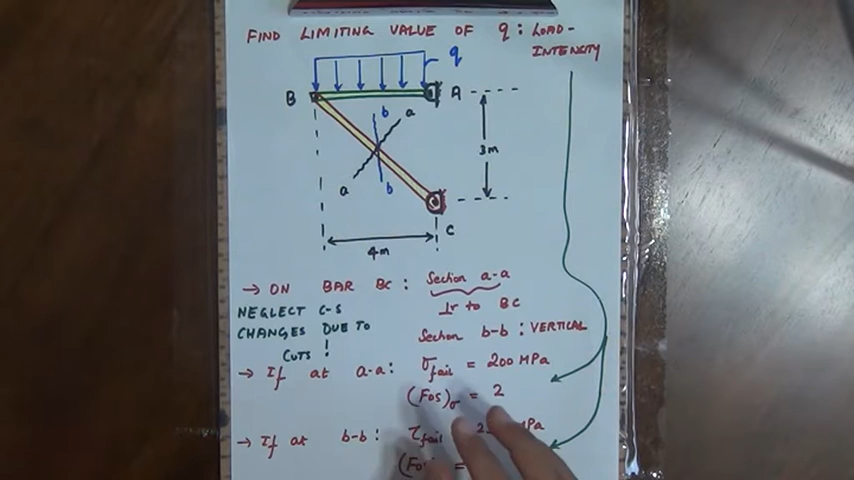 FIND LIMITING VALUE OF q : LOAD-
INTENSITY
q
B
A
b
a
3m
a
b
C
4m
→ ON BAR BC : Section a-a
⊥r to BC
NEGLECT C-S
CHANGES DUE TO
CUTS !
Section b-b : VERTICAL
→ If at a-a : σfail = 200 MPa
(FoS)σ = 2
→ If at b-b : τfail